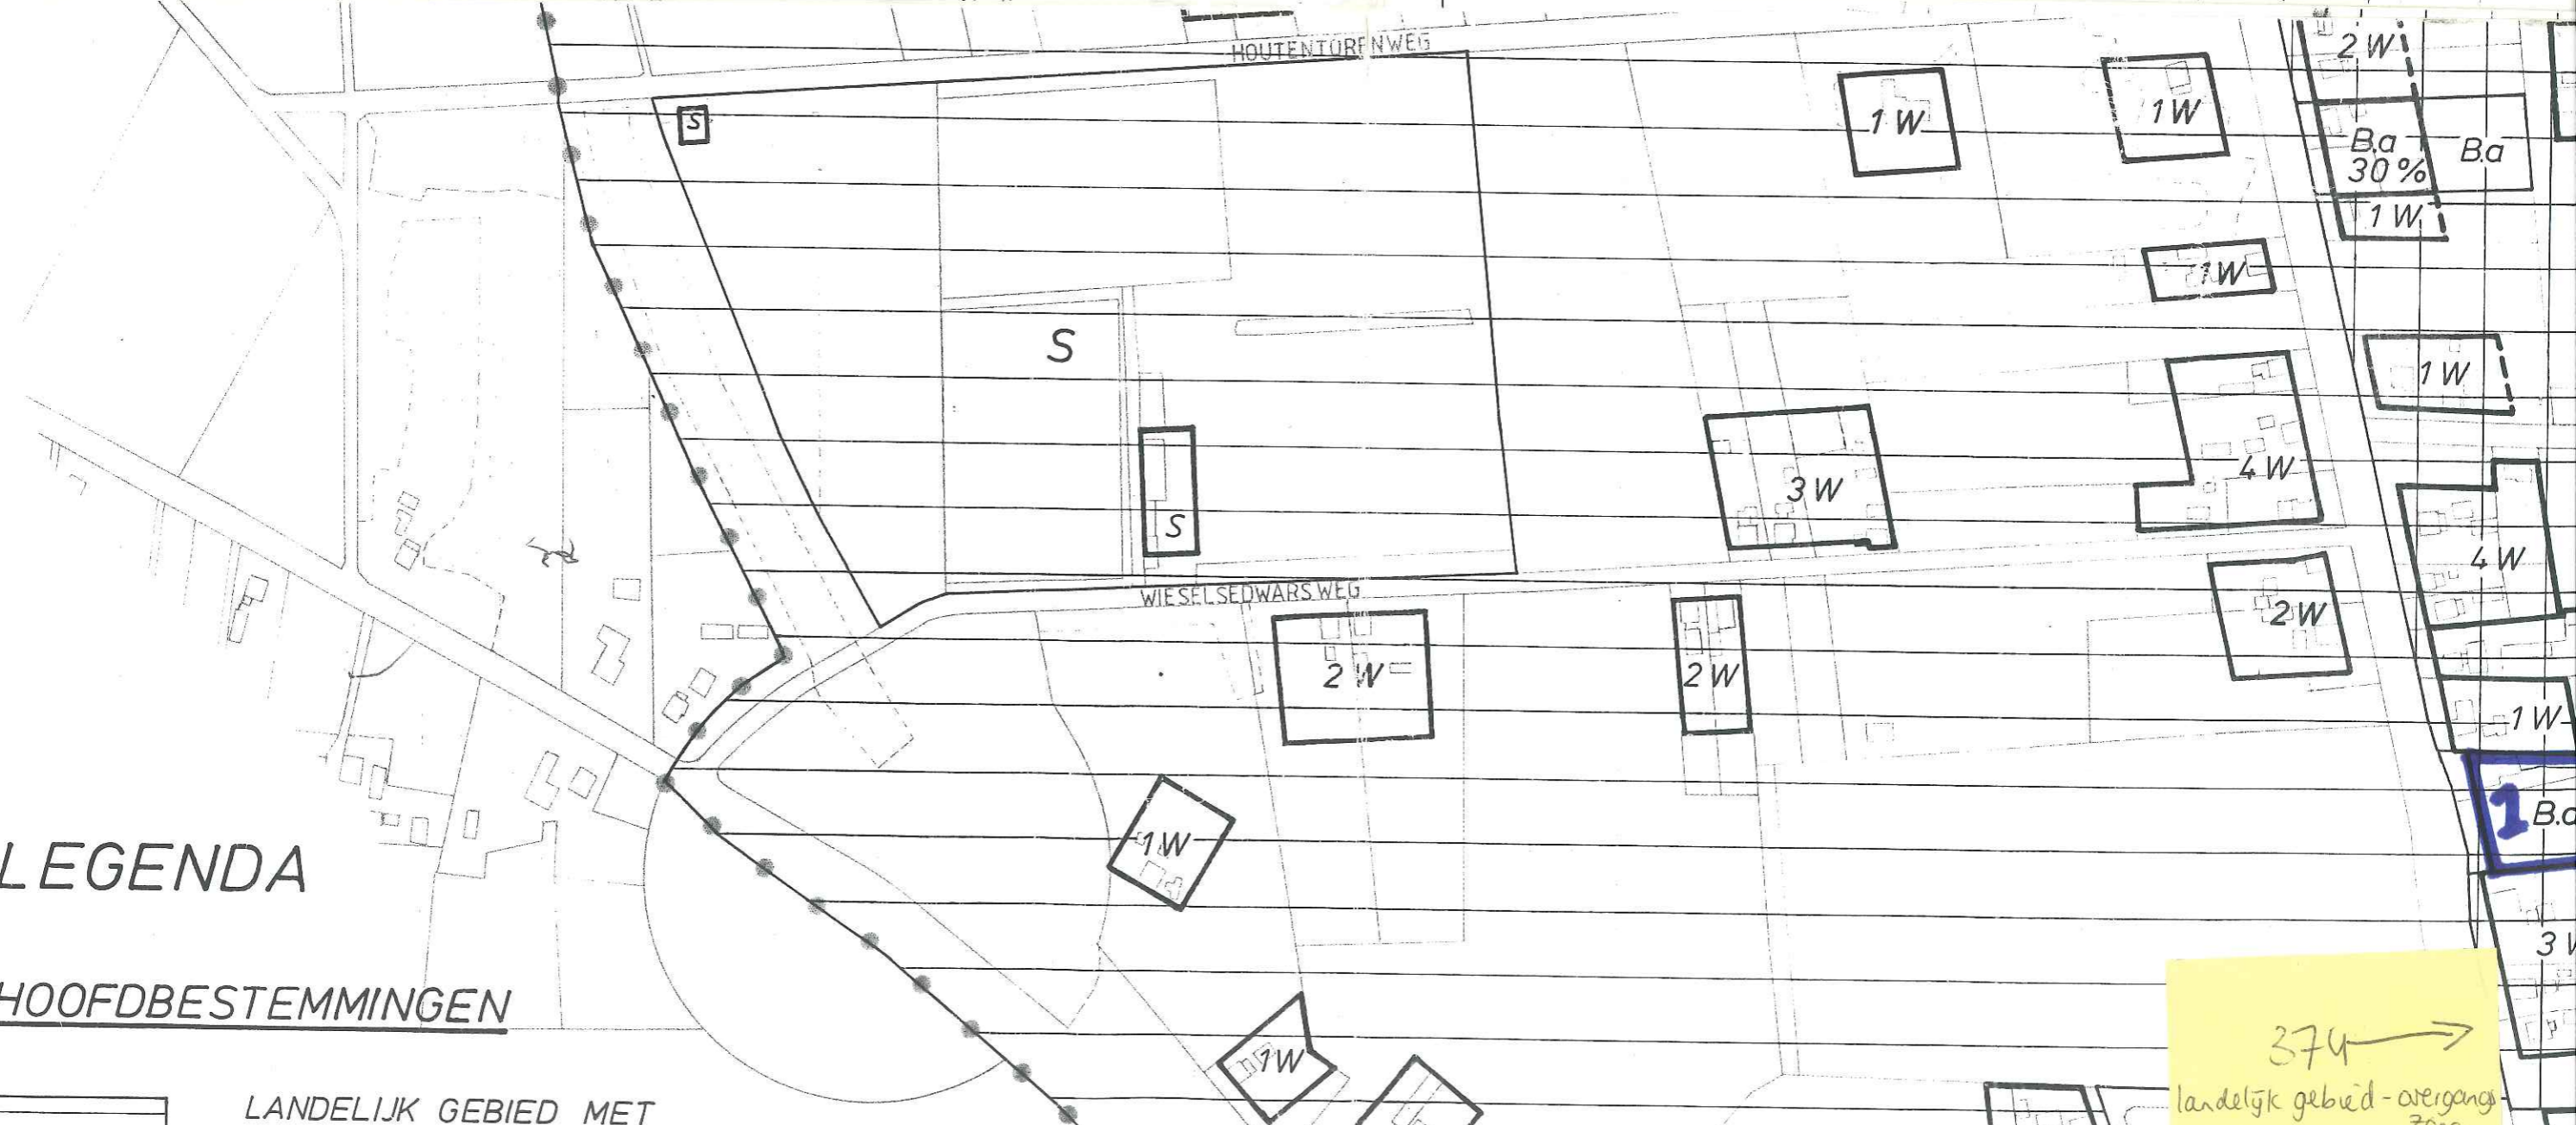 HOUTENTORENWEG
2 W
S
1 W
1 W
B.a
30%
B.a
1 W
1 W
S
1 W
3 W
4 W
S
4 W
WIESELSEDWARSWEG
2 W
2 W
2 W
1 W
1 B.a
1 W
LEGENDA
3 W
HOOFDBESTEMMINGEN
374
1 W
LANDELIJK GEBIED MET
landelijk gebied - overgangs